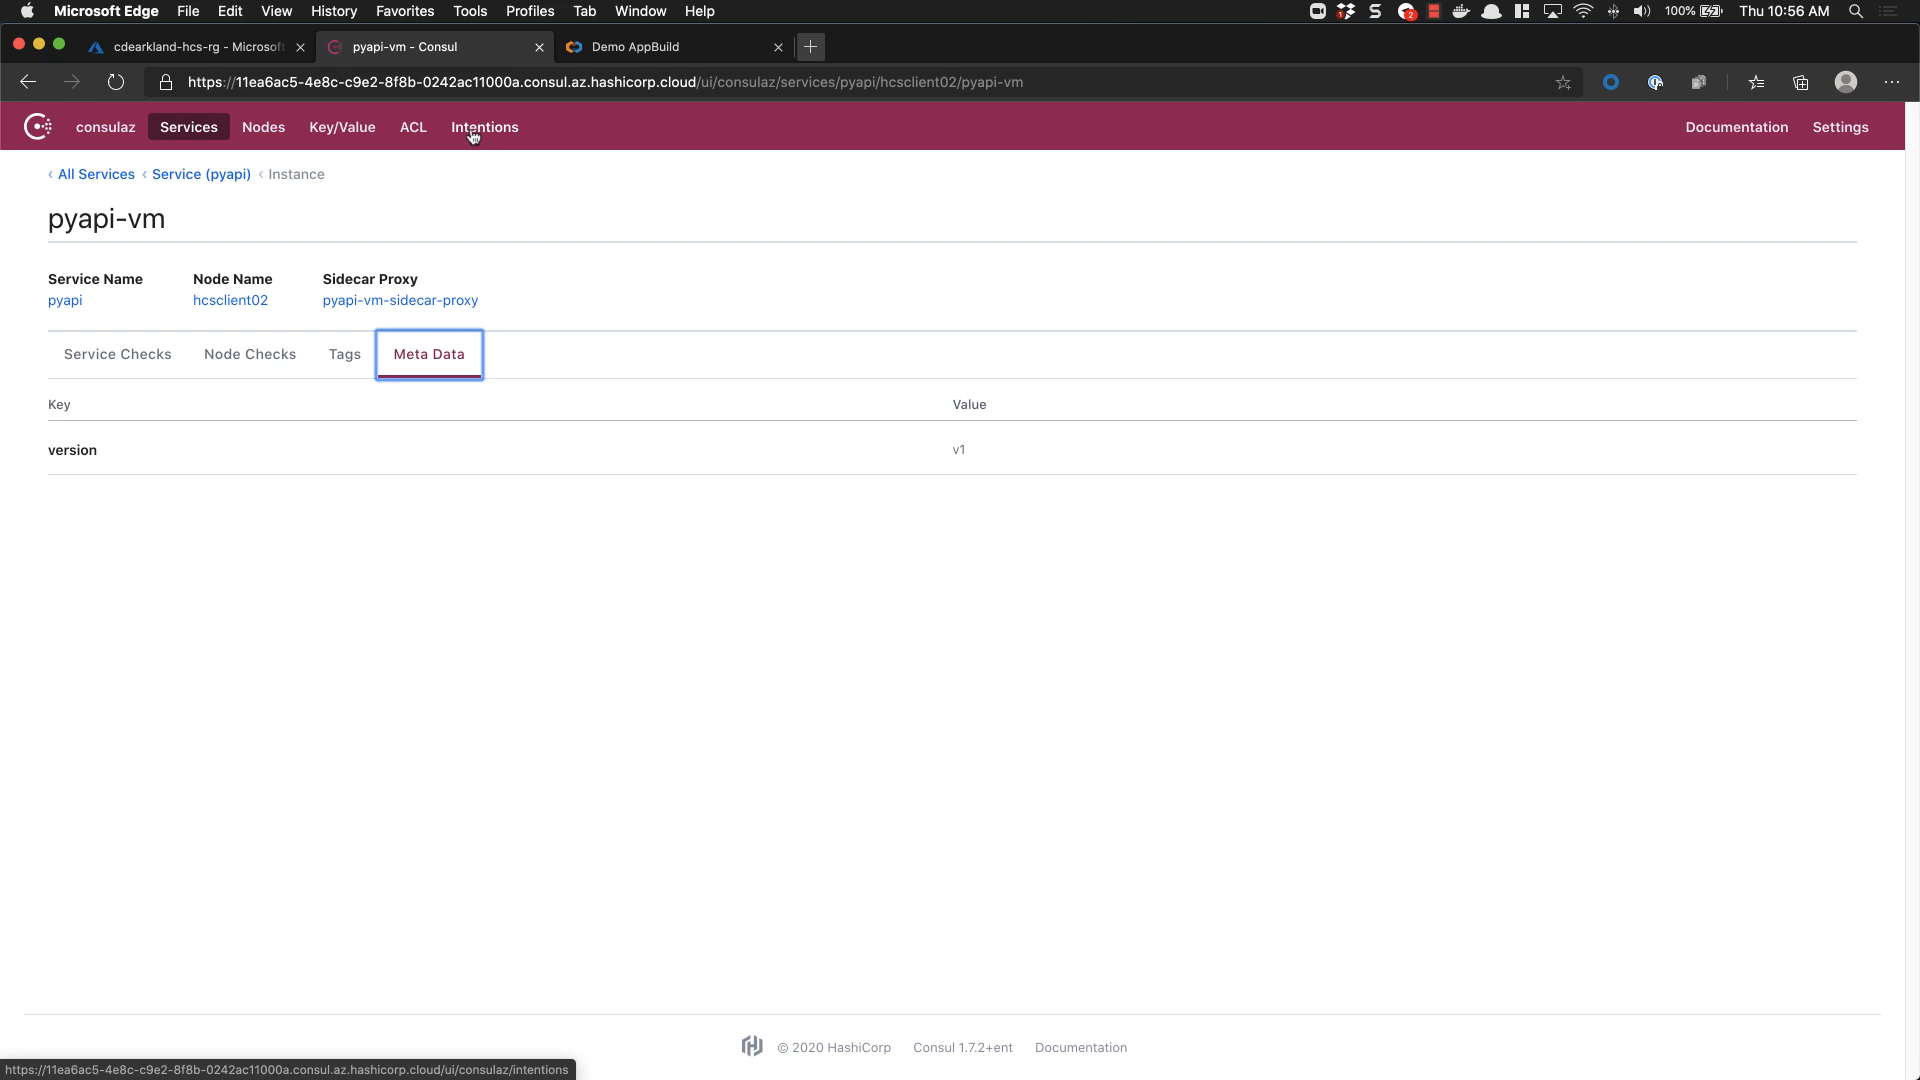 Microsoft Edge File Edit View History Favorites Tools Profiles Tab Window Help 100% Thu 10:56 AM
cdearkland-hcs-rg - Microsoft
pyapi-vm - Consul
Demo AppBuild
https://11ea6ac5-4e8c-c9e2-8f8b-0242ac11000a.consul.az.hashicorp.cloud/ui/consulaz/services/pyapi/hcsclient02/pyapi-vm
consulaz Services Nodes Key/Value ACL Intentions Documentation Settings
‹ All Services ‹ Service (pyapi) ‹ Instance
pyapi-vm
Service Name Node Name Sidecar Proxy
pyapi hcsclient02 pyapi-vm-sidecar-proxy
Service Checks Node Checks Tags Meta Data
Key Value
version v1
© 2020 HashiCorp Consul 1.7.2+ent Documentation
https://11ea6ac5-4e8c-c9e2-8f8b-0242ac11000a.consul.az.hashicorp.cloud/ui/consulaz/intentions